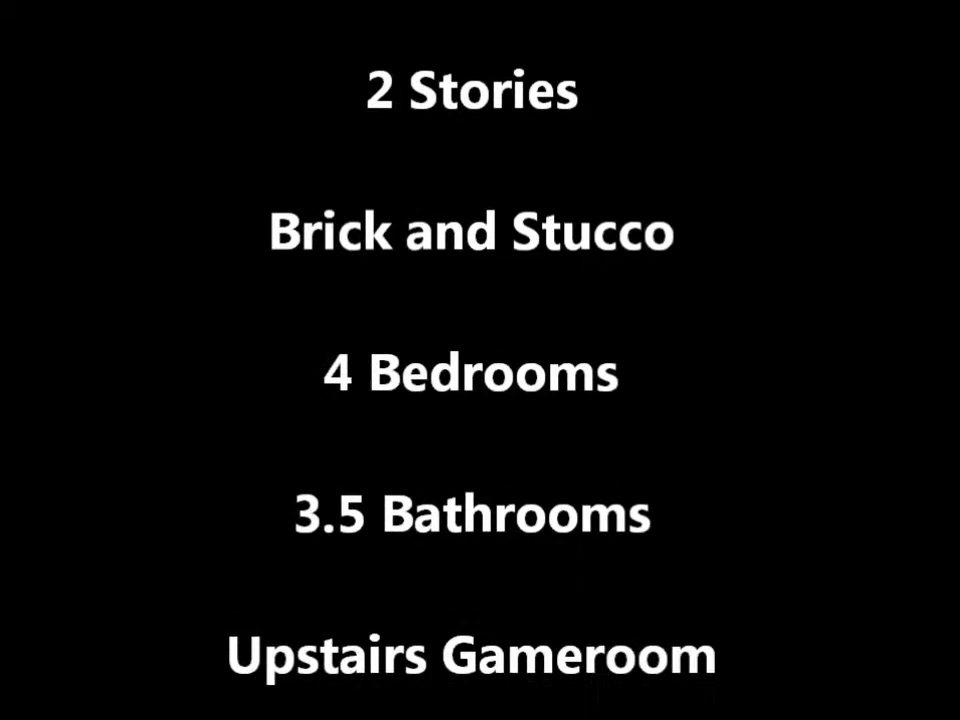 2 Stories
Brick and Stucco
4 Bedrooms
3.5 Bathrooms
Upstairs Gameroom